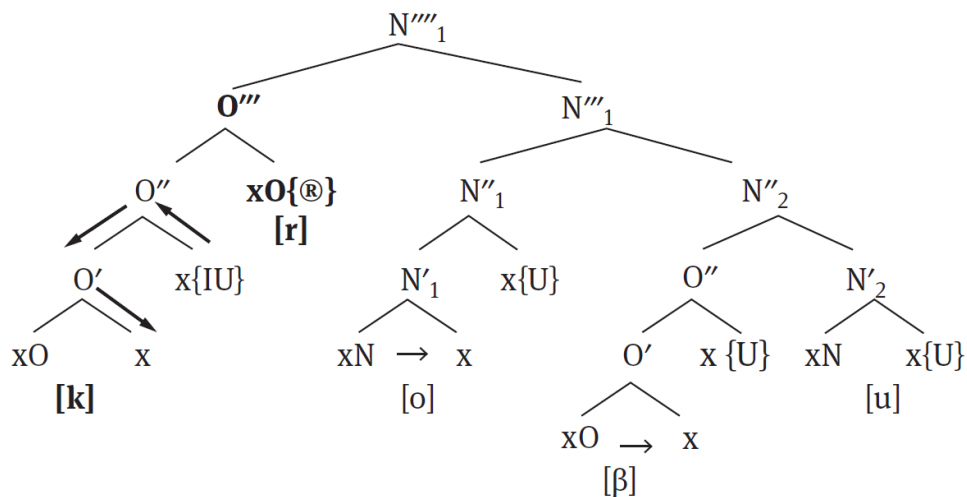 N⁗₁
O‴ N‴₁
O″ xO{®} N″₁ N″₂
[r]
O′ x{IU} N′₁ x{U} O″ N′₂
xO x xN → x O′ x {U} xN x{U}
[k] [o] [u]
xO → x
[β]